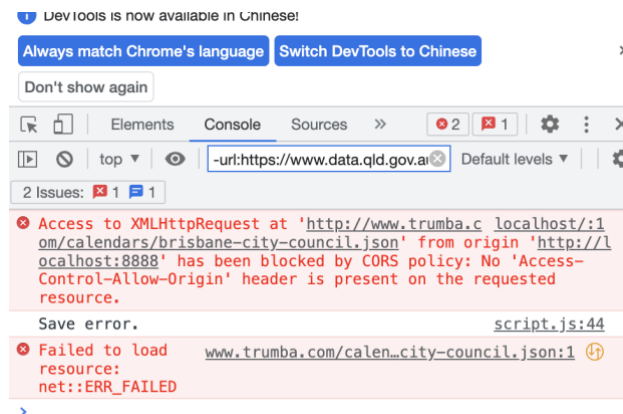 DevTools is now available in Chinese!
Always match Chrome's language Switch DevTools to Chinese
Don't show again
Elements Console Sources » 2 1
top ▼ -url:https://www.data.qld.gov.au Default levels ▼
2 Issues: 1 1
Access to XMLHttpRequest at 'http://www.trumba.c localhost/:1
om/calendars/brisbane-city-council.json' from origin 'http://l
ocalhost:8888' has been blocked by CORS policy: No 'Access-
Control-Allow-Origin' header is present on the requested
resource.
Save error. script.js:44
Failed to load www.trumba.com/calen…city-council.json:1
resource:
net::ERR_FAILED